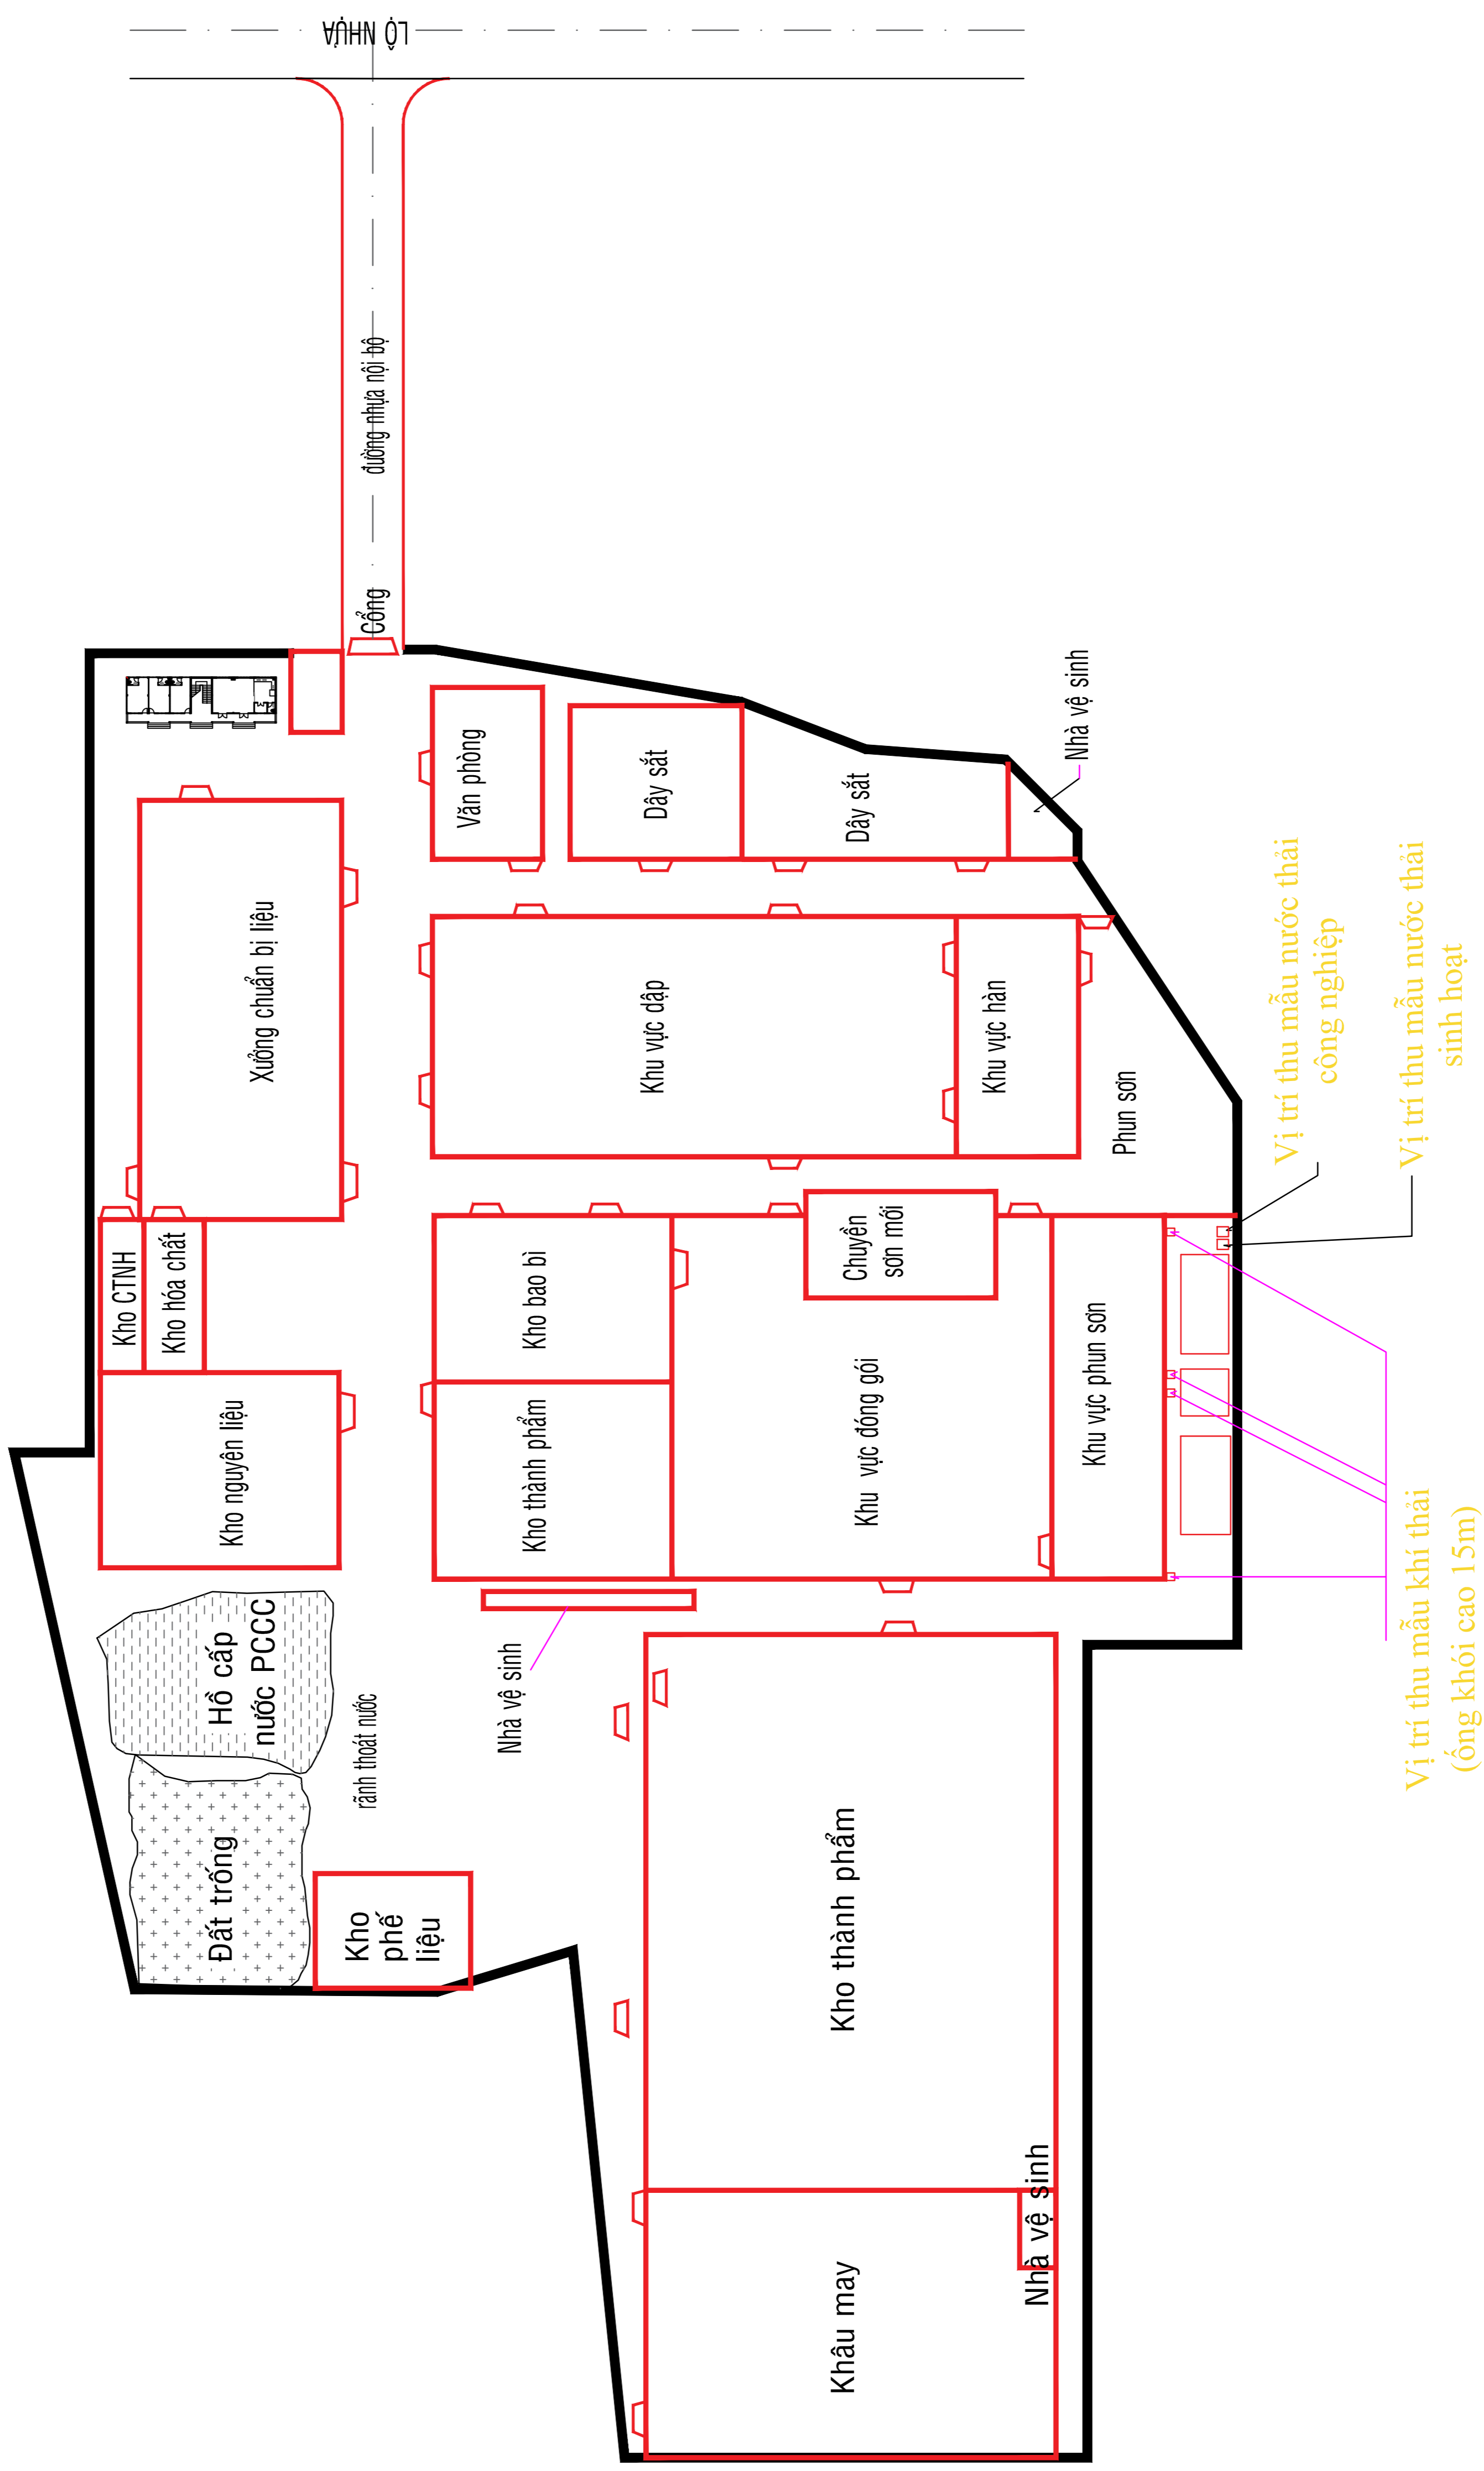 LỘ NHỰA
đường nhựa nội bộ
Cổng
Văn phòng
Dây sắt
Dây sắt
Nhà vệ sinh
Xưởng chuẩn bị liệu
Khu vực dập
Khu vực hàn
Phun sơn
Vị trí thu mẫu nước thải
công nghiệp
Vị trí thu mẫu nước thải
sinh hoạt
Kho CTNH
Kho hóa chất
Kho bao bì
Chuyền
sơn mới
Kho nguyên liệu
Kho thành phẩm
Khu vực đóng gói
Khu vực phun sơn
Vị trí thu mẫu khí thải
(ống khói cao 15m)
Hồ cấp
nước PCCC
rãnh thoát nước
Nhà vệ sinh
Đất trống
Kho
phế
liệu
Kho thành phẩm
Nhà vệ sinh
Khâu may